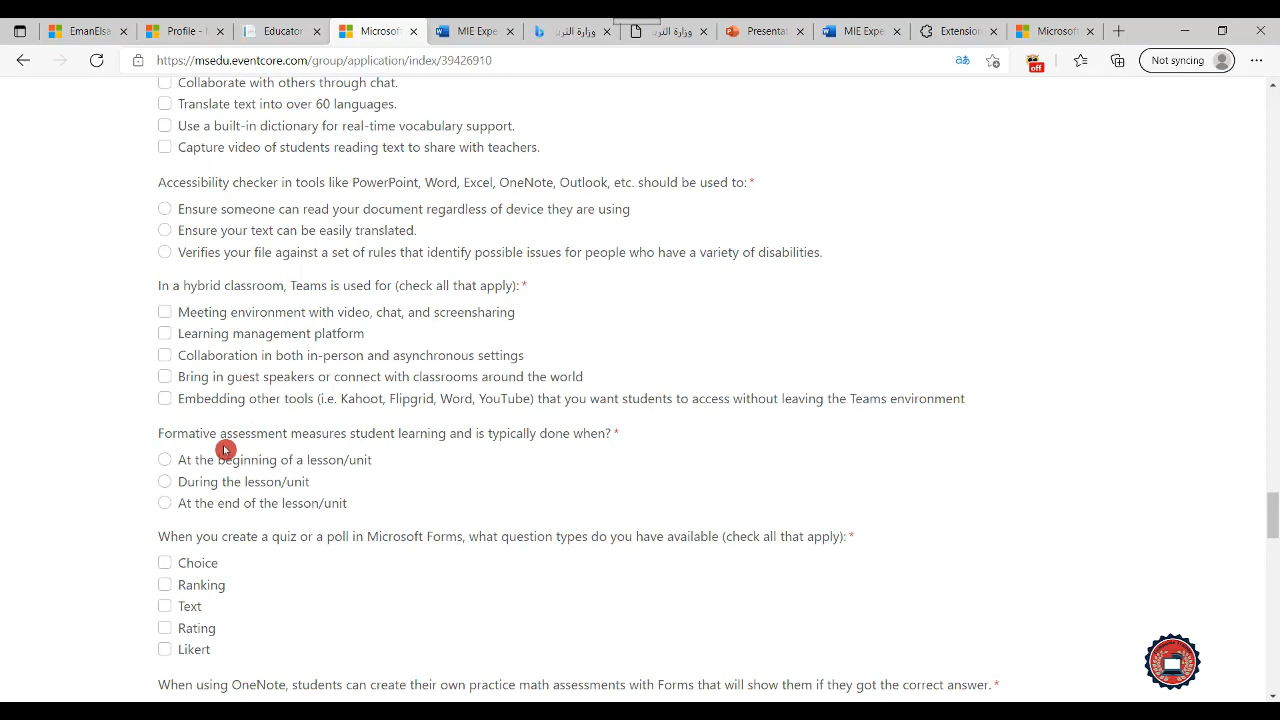 EmanElsa
Profile -
Educator
Microsof
MIE Expe
وزارة التر
وزارة الترب
Presentat
MIE Expe
Extension
Microsoft
https://msedu.eventcore.com/group/application/index/39426910
aあ
off
Not syncing
Collaborate with others through chat.
Translate text into over 60 languages.
Use a built-in dictionary for real-time vocabulary support.
Capture video of students reading text to share with teachers.
Accessibility checker in tools like PowerPoint, Word, Excel, OneNote, Outlook, etc. should be used to: *
Ensure someone can read your document regardless of device they are using
Ensure your text can be easily translated.
Verifies your file against a set of rules that identify possible issues for people who have a variety of disabilities.
In a hybrid classroom, Teams is used for (check all that apply): *
Meeting environment with video, chat, and screensharing
Learning management platform
Collaboration in both in-person and asynchronous settings
Bring in guest speakers or connect with classrooms around the world
Embedding other tools (i.e. Kahoot, Flipgrid, Word, YouTube) that you want students to access without leaving the Teams environment
Formative assessment measures student learning and is typically done when? *
At the beginning of a lesson/unit
During the lesson/unit
At the end of the lesson/unit
When you create a quiz or a poll in Microsoft Forms, what question types do you have available (check all that apply): *
Choice
Ranking
Text
Rating
Likert
When using OneNote, students can create their own practice math assessments with Forms that will show them if they got the correct answer. *